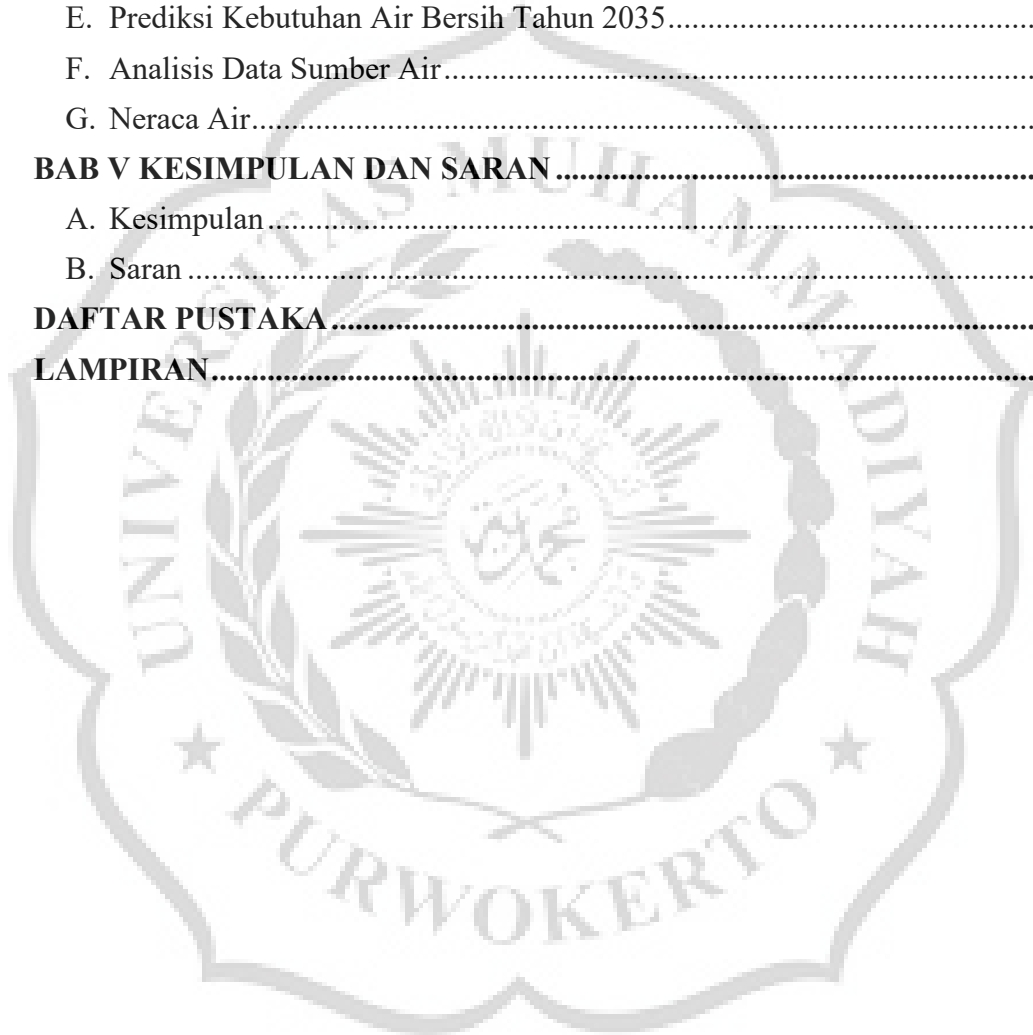 E. Prediksi Kebutuhan Air Bersih Tahun 2035..........................................................
F. Analisis Data Sumber Air..........................................................................................
G. Neraca Air..................................................................................................................
BAB V KESIMPULAN DAN SARAN.......................................................................
A. Kesimpulan................................................................................................................
B. Saran..........................................................................................................................
DAFTAR PUSTAKA....................................................................................................
LAMPIRAN...................................................................................................................
UNIVERSITAS MUHAMMADIYAH
PURWOKERTO